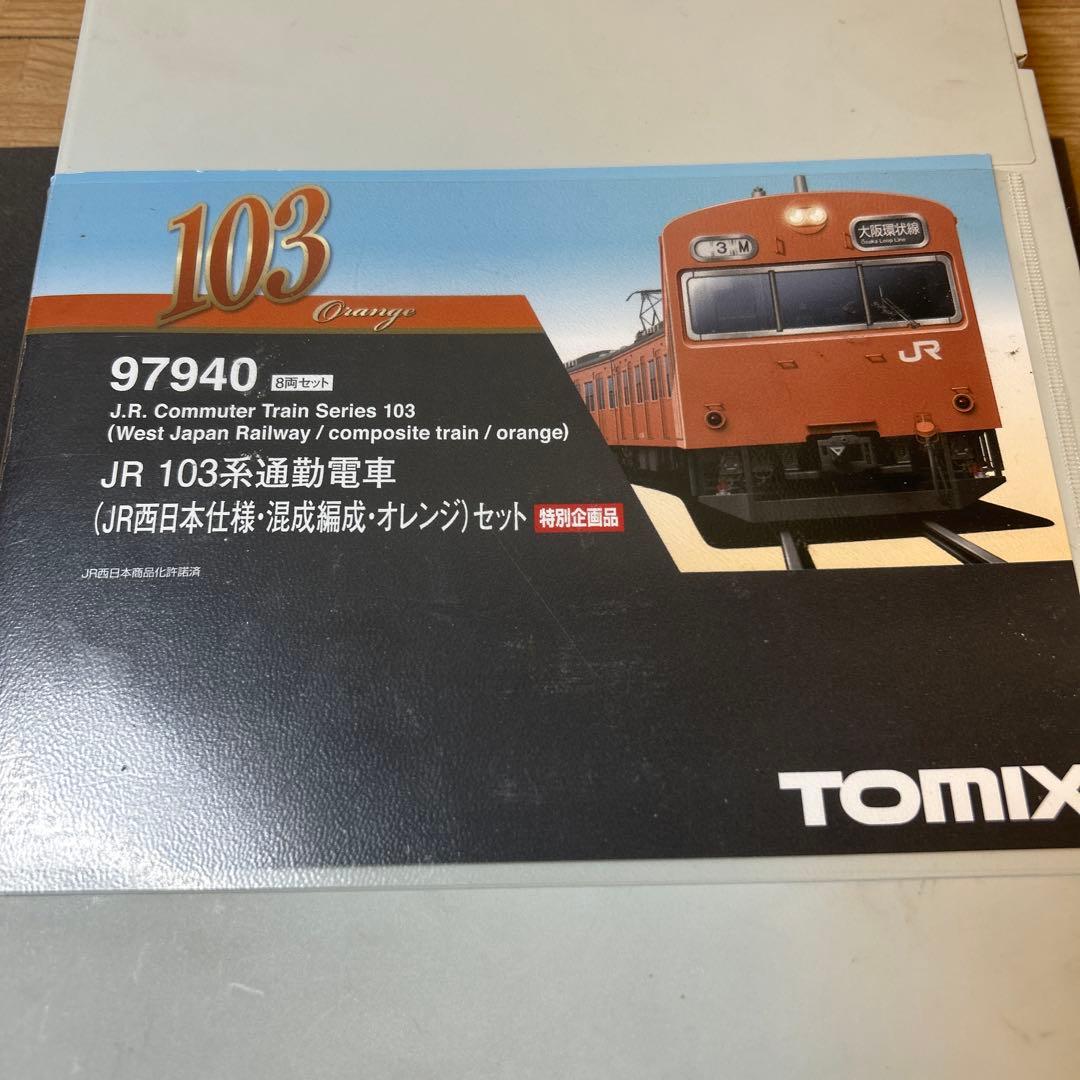 103
Orange
97940 8両セット
J.R. Commuter Train Series 103
(West Japan Railway / composite train / orange)
JR 103系通勤電車
(JR西日本仕様・混成編成・オレンジ)セット 特別企画品
JR西日本商品化許諾済
3 M
大阪環状線
Osaka Loop Line
JR
TOMIX